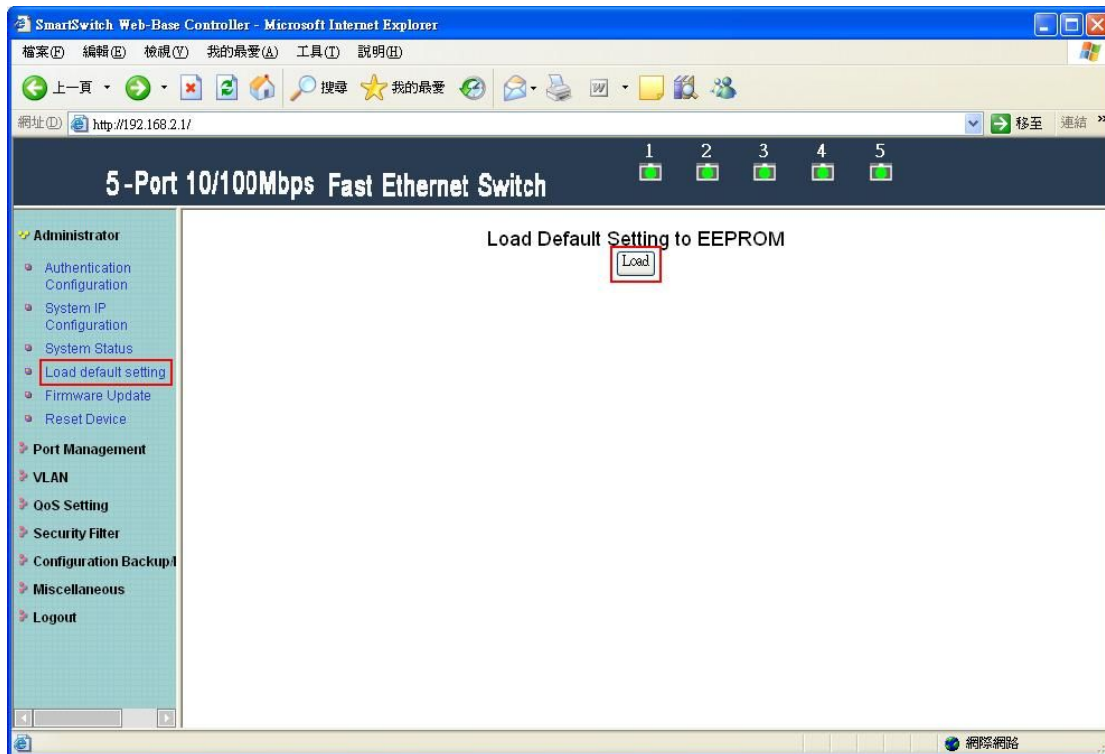 SmartSwitch Web-Base Controller - Microsoft Internet Explorer
檔案(F) 編輯(E) 檢視(V) 我的最愛(A) 工具(T) 說明(H)
上一頁 搜尋 我的最愛
網址(D) http://192.168.2.1/ 移至 連結 »
1 2 3 4 5
5-Port 10/100Mbps Fast Ethernet Switch
Administrator
Authentication
Configuration
System IP
Configuration
System Status
Load default setting
Firmware Update
Reset Device
Port Management
VLAN
QoS Setting
Security Filter
Configuration Backup/
Miscellaneous
Logout
Load Default Setting to EEPROM
Load
網際網路